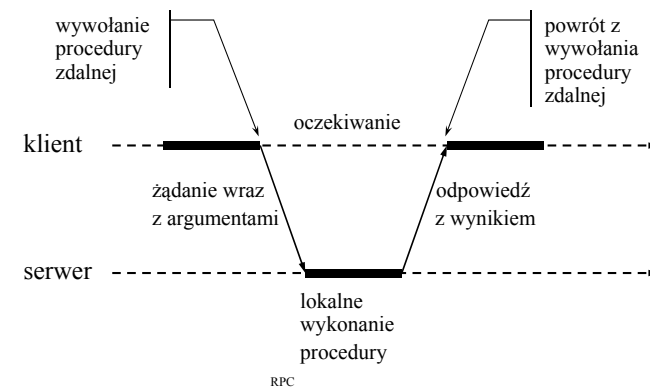 wywołanie
procedury
zdalnej
powrót z
wywołania
procedury
zdalnej
oczekiwanie
klient
żądanie wraz
z argumentami
odpowiedź
z wynikiem
serwer
lokalne
wykonanie
procedury
RPC